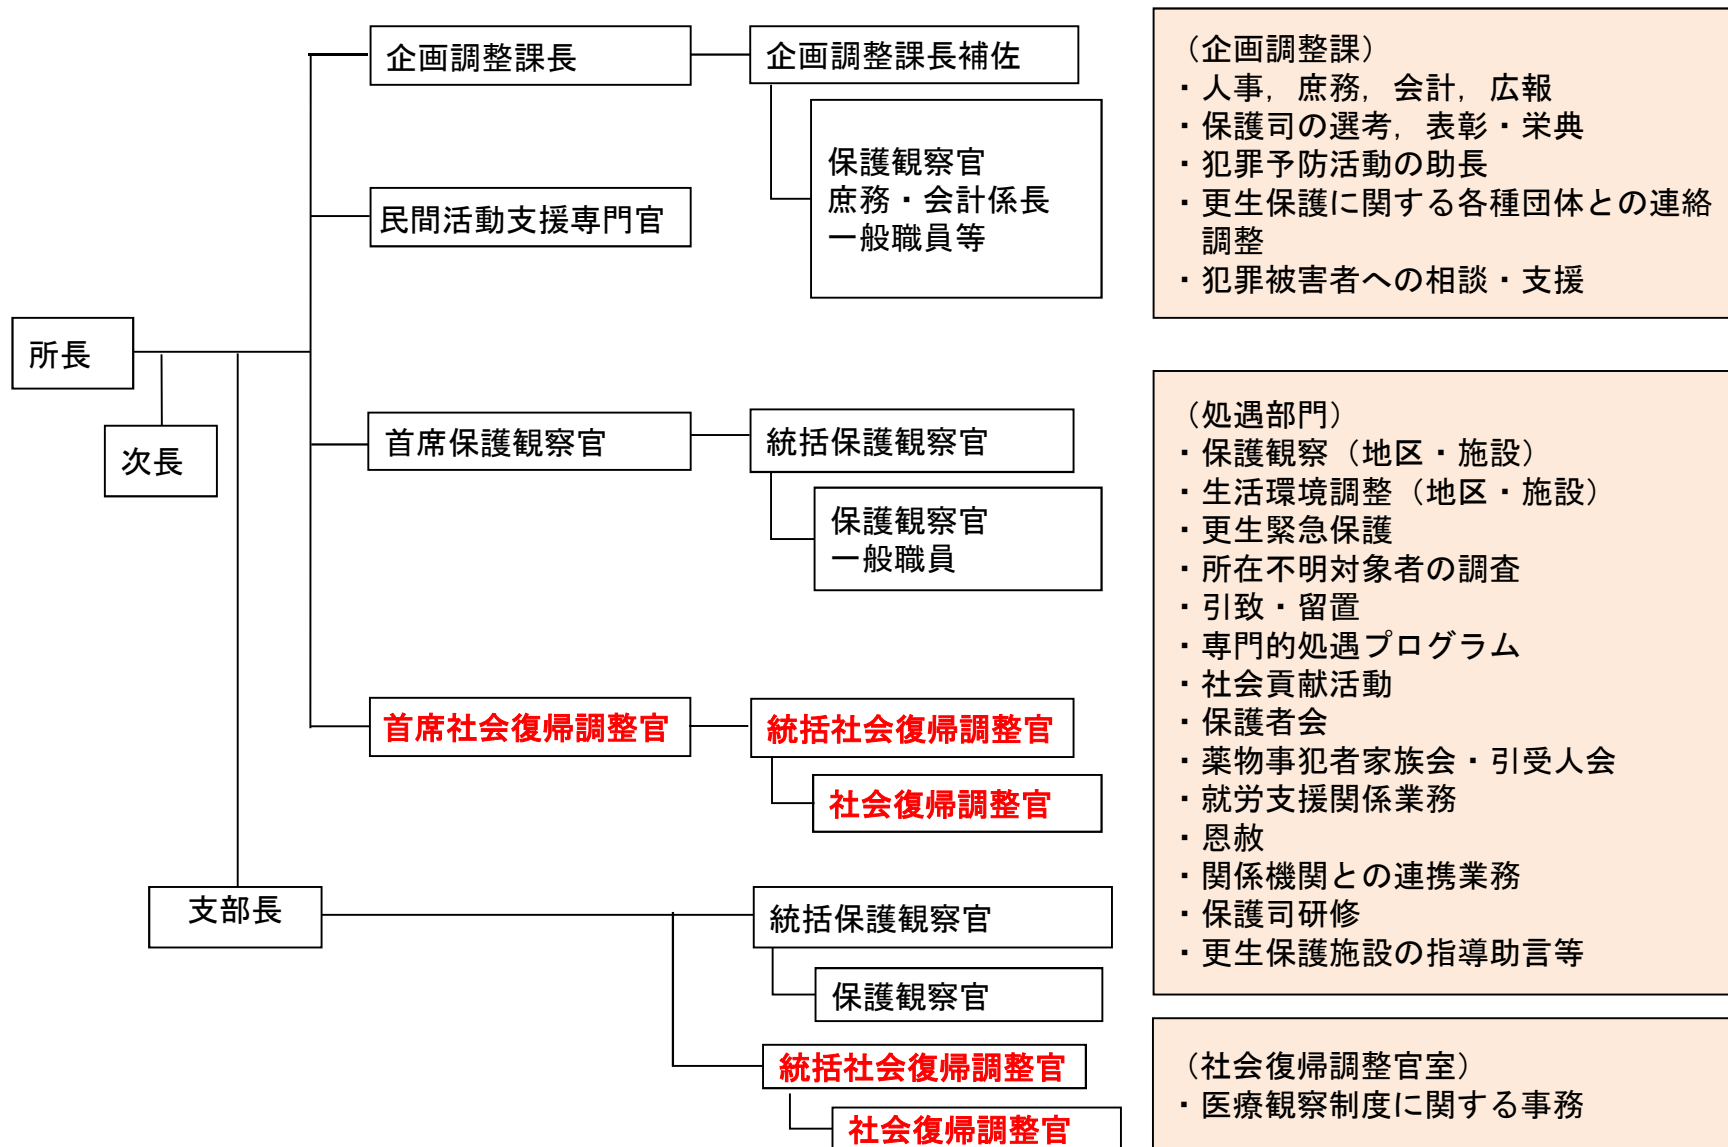 企画調整課長
企画調整課長補佐
保護観察官
庶務・会計係長
一般職員等
民間活動支援専門官
所長
次長
首席保護観察官
統括保護観察官
保護観察官
一般職員
首席社会復帰調整官
統括社会復帰調整官
社会復帰調整官
支部長
統括保護観察官
保護観察官
統括社会復帰調整官
社会復帰調整官
（企画調整課）
・人事，庶務，会計，広報
・保護司の選考，表彰・栄典
・犯罪予防活動の助長
・更生保護に関する各種団体との連絡
調整
・犯罪被害者への相談・支援
（処遇部門）
・保護観察（地区・施設）
・生活環境調整（地区・施設）
・更生緊急保護
・所在不明対象者の調査
・引致・留置
・専門的処遇プログラム
・社会貢献活動
・保護者会
・薬物事犯者家族会・引受人会
・就労支援関係業務
・恩赦
・関係機関との連携業務
・保護司研修
・更生保護施設の指導助言等
（社会復帰調整官室）
・医療観察制度に関する事務